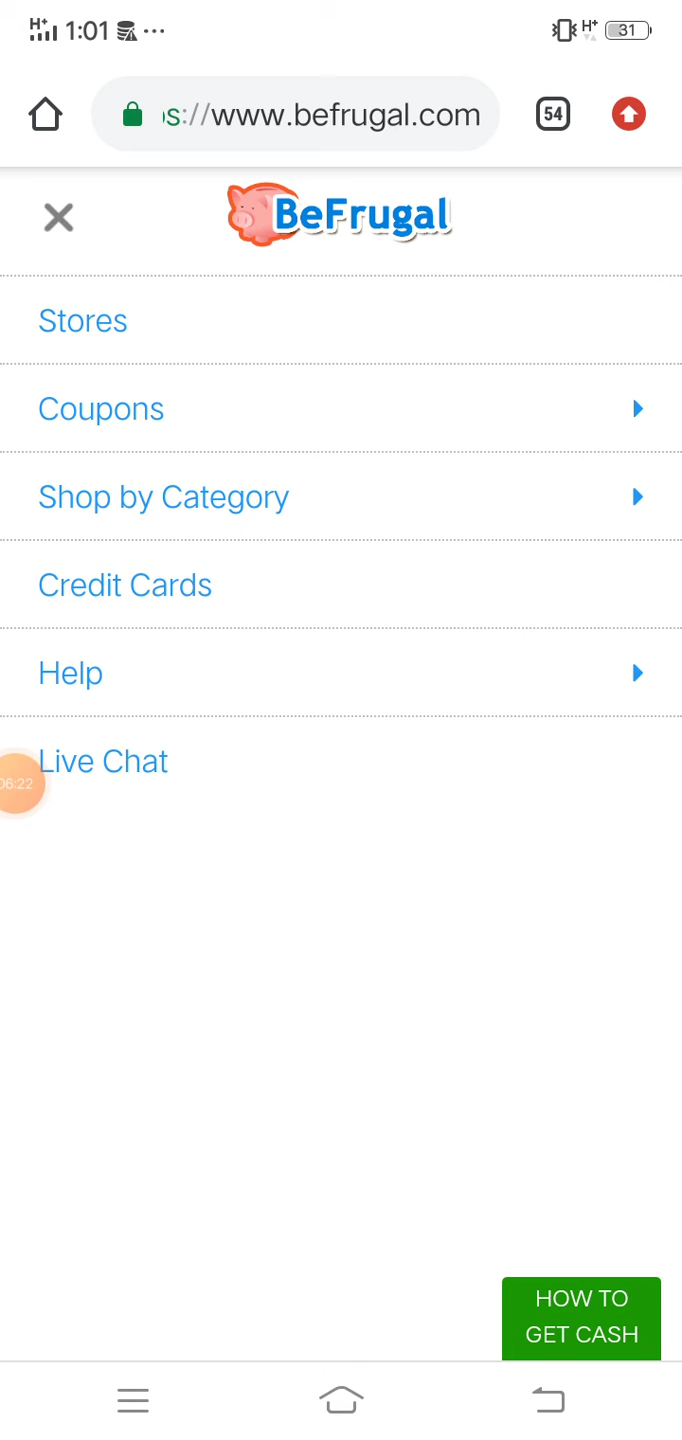 H+ 1:01 H+ 31
s://www.befrugal.com 54
BeFrugal
Stores
Coupons
Shop by Category
Credit Cards
Help
Live Chat
06:22
HOW TO
GET CASH